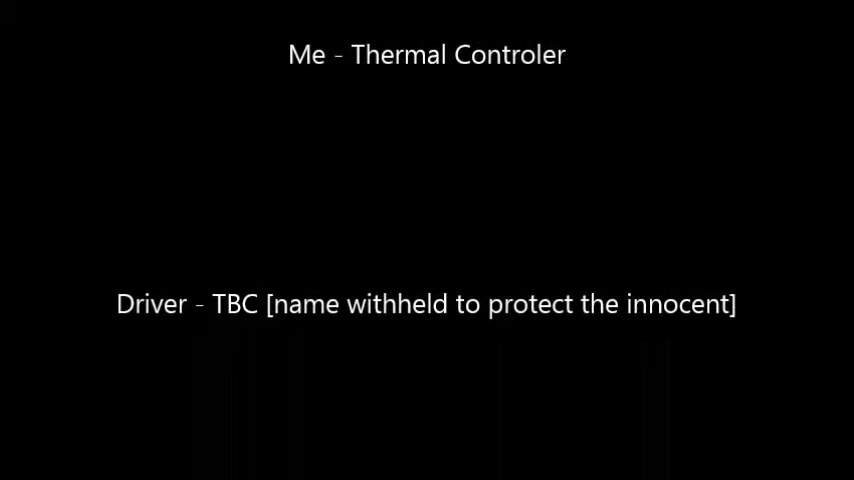 Me - Thermal Controler
Driver - TBC [name withheld to protect the innocent]